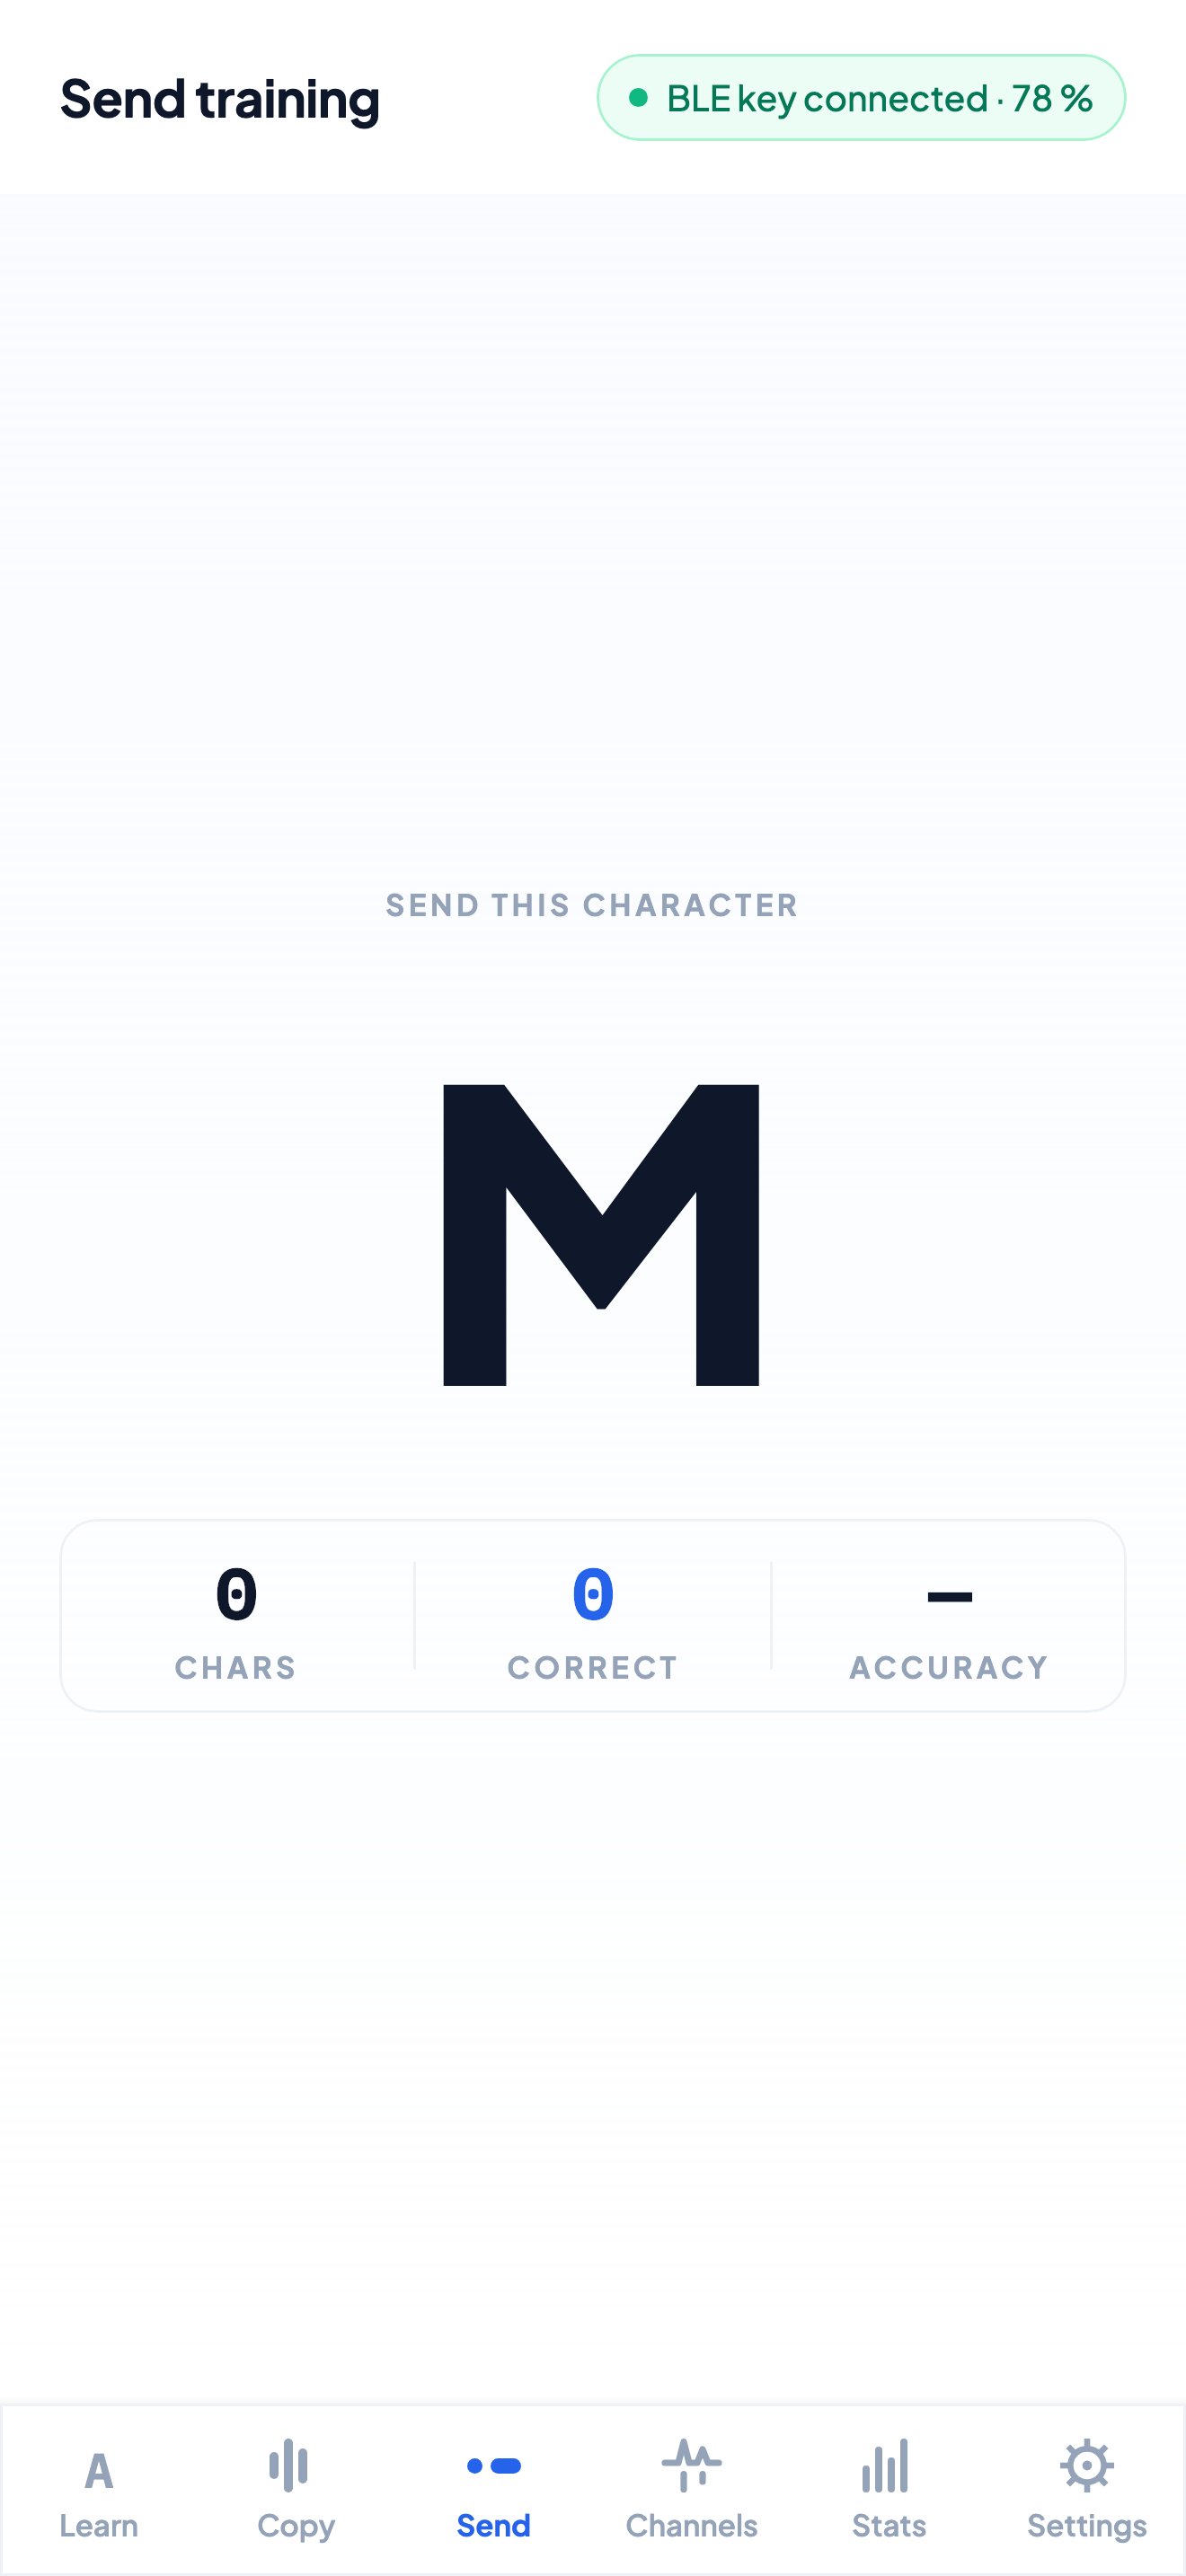 Send training
BLE key connected · 78 %
SEND THIS CHARACTER
M
0 0 –
CHARS CORRECT ACCURACY
A
Learn Copy Send Channels Stats Settings